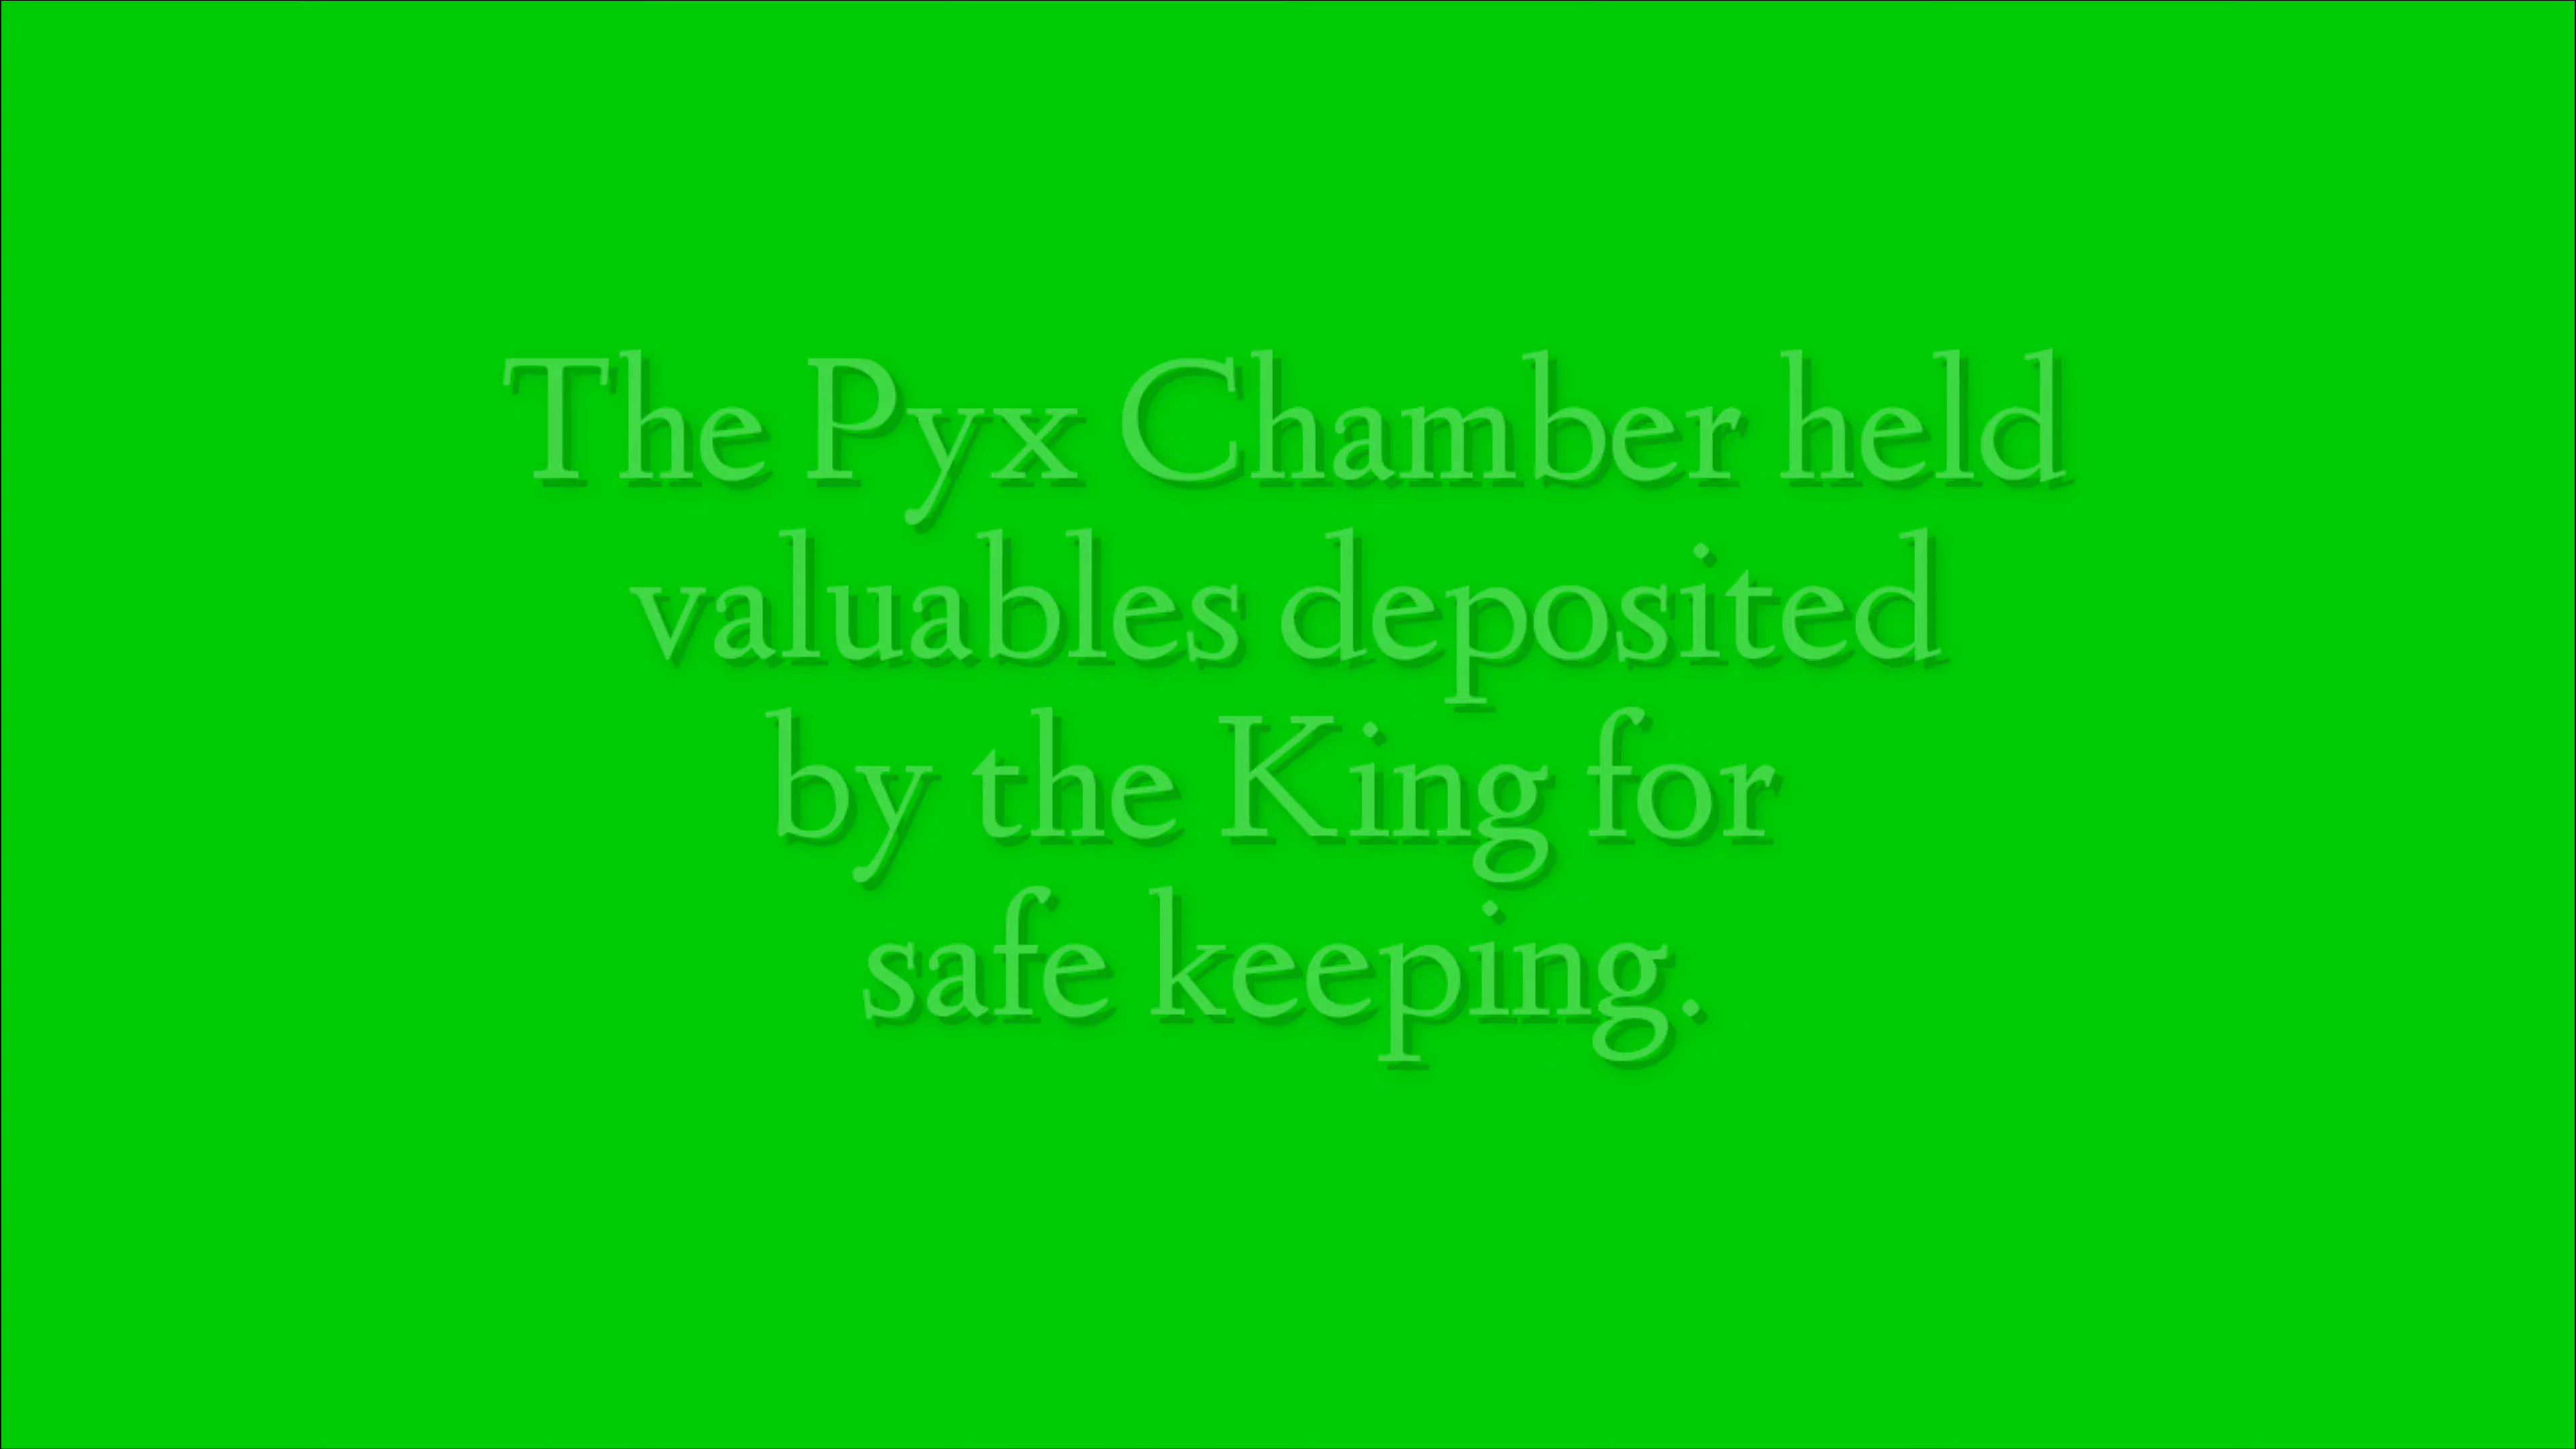 The Pyx Chamber held
valuables deposited
by the King for
safe keeping.